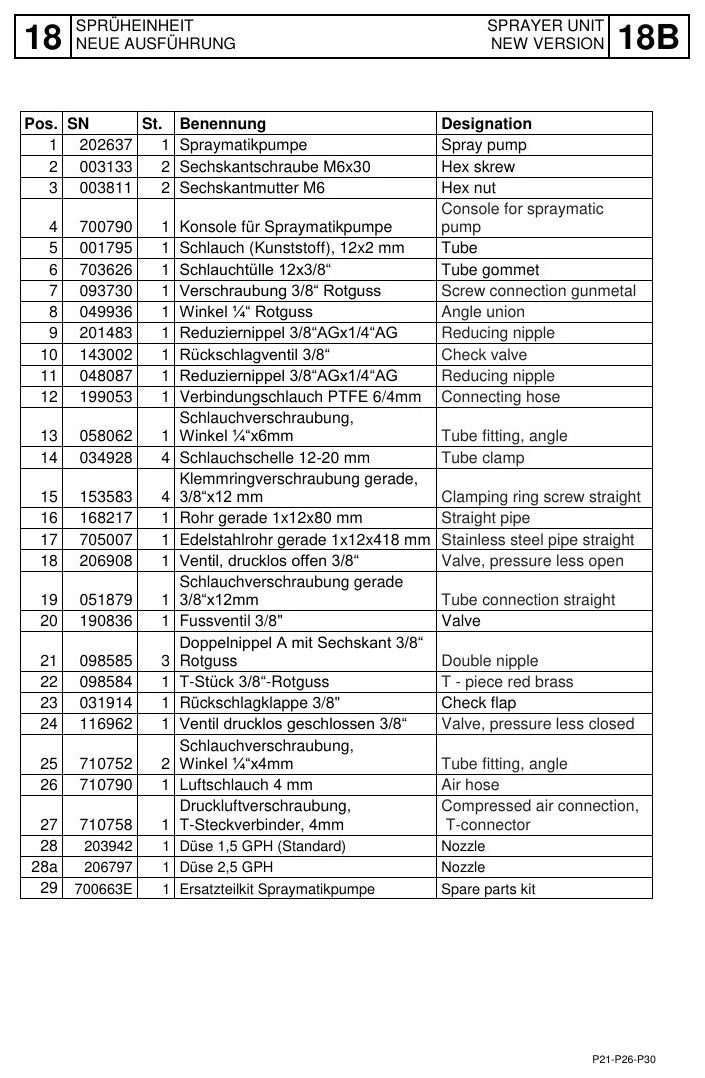 18 SPRÜHEINHEIT SPRAYER UNIT 18B
NEUE AUSFÜHRUNG NEW VERSION
Pos. SN St. Benennung Designation
1 202637 1 Spraymatikpumpe Spray pump
2 003133 2 Sechskantschraube M6x30 Hex skrew
3 003811 2 Sechskantmutter M6 Hex nut
4 700790 1 Konsole für Spraymatikpumpe Console for spraymatic
pump
5 001795 1 Schlauch (Kunststoff), 12x2 mm Tube
6 703626 1 Schlauchtülle 12x3/8“ Tube gommet
7 093730 1 Verschraubung 3/8“ Rotguss Screw connection gunmetal
8 049936 1 Winkel ¼“ Rotguss Angle union
9 201483 1 Reduziernippel 3/8“AGx1/4“AG Reducing nipple
10 143002 1 Rückschlagventil 3/8“ Check valve
11 048087 1 Reduziernippel 3/8“AGx1/4“AG Reducing nipple
12 199053 1 Verbindungschlauch PTFE 6/4mm Connecting hose
Schlauchverschraubung,
13 058062 1 Winkel ¼“x6mm Tube fitting, angle
14 034928 4 Schlauchschelle 12-20 mm Tube clamp
Klemmringverschraubung gerade,
15 153583 4 3/8“x12 mm Clamping ring screw straight
16 168217 1 Rohr gerade 1x12x80 mm Straight pipe
17 705007 1 Edelstahlrohr gerade 1x12x418 mm Stainless steel pipe straight
18 206908 1 Ventil, drucklos offen 3/8“ Valve, pressure less open
Schlauchverschraubung gerade
19 051879 1 3/8“x12mm Tube connection straight
20 190836 1 Fussventil 3/8" Valve
Doppelnippel A mit Sechskant 3/8“
21 098585 3 Rotguss Double nipple
22 098584 1 T-Stück 3/8“-Rotguss T - piece red brass
23 031914 1 Rückschlagklappe 3/8" Check flap
24 116962 1 Ventil drucklos geschlossen 3/8“ Valve, pressure less closed
Schlauchverschraubung,
25 710752 2 Winkel ¼“x4mm Tube fitting, angle
26 710790 1 Luftschlauch 4 mm Air hose
Druckluftverschraubung, Compressed air connection,
27 710758 1 T-Steckverbinder, 4mm T-connector
28 203942 1 Düse 1,5 GPH (Standard) Nozzle
28a 206797 1 Düse 2,5 GPH Nozzle
29 700663E 1 Ersatzteilkit Spraymatikpumpe Spare parts kit
P21-P26-P30